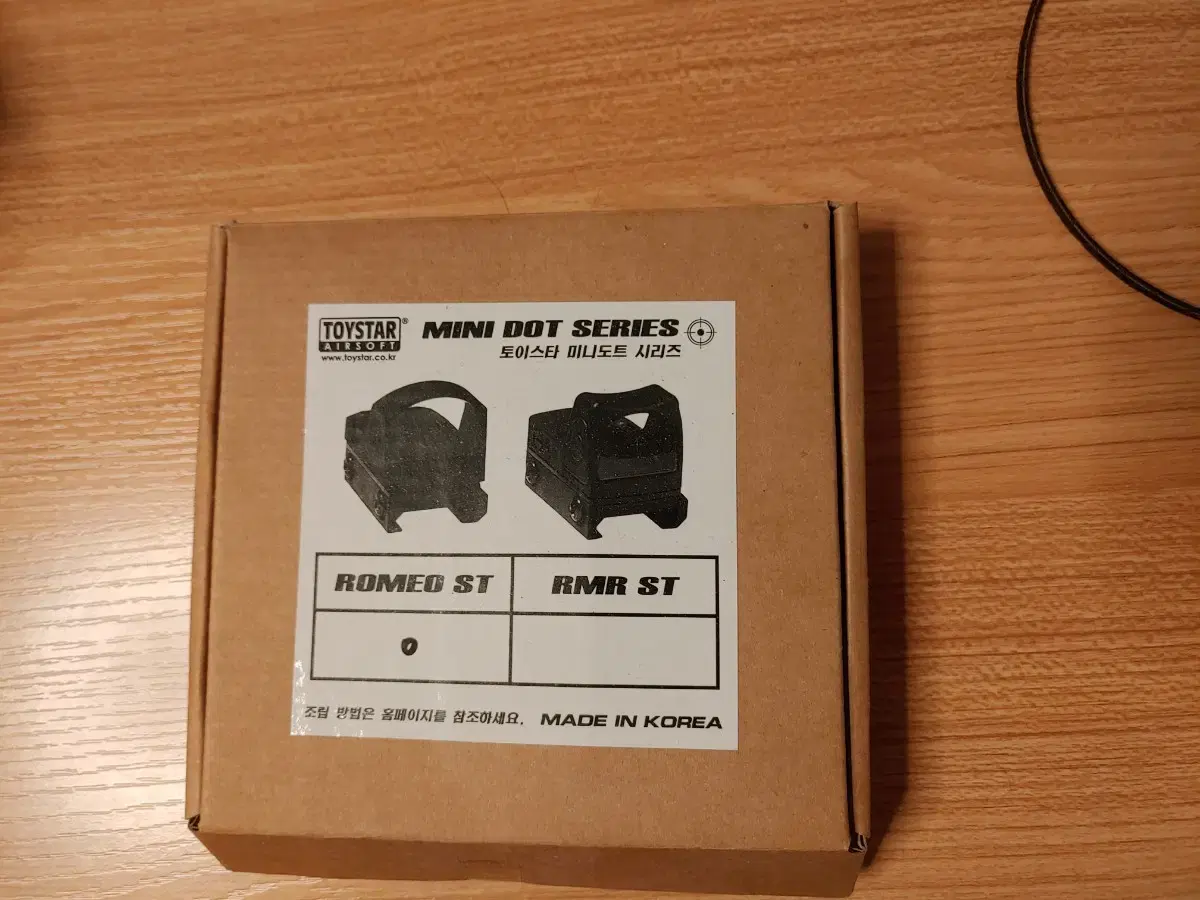 TOYSTAR®
AIRSOFT
www.toystar.co.kr
MINI DOT SERIES
토이스타 미니도트 시리즈
ROMEO ST
RMR ST
O
조립 방법은 홈페이지를 참조하세요.
MADE IN KOREA